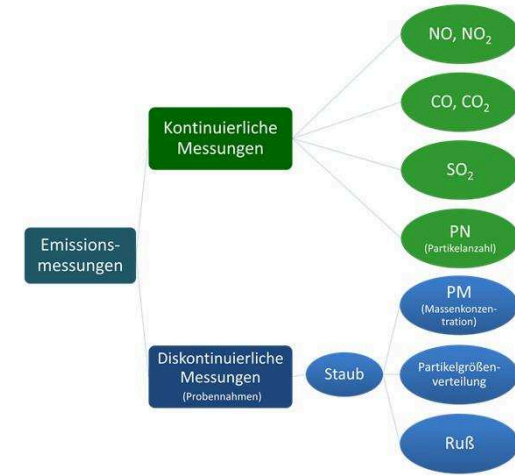 NO, NO₂
CO, CO₂
Kontinuierliche
Messungen
SO₂
PN
(Partikelanzahl)
Emissions-
messungen
PM
(Massenkonzen-
tration)
Diskontinuierliche
Messungen
(Probennahmen)
Staub
Partikelgrößen-
verteilung
Ruß